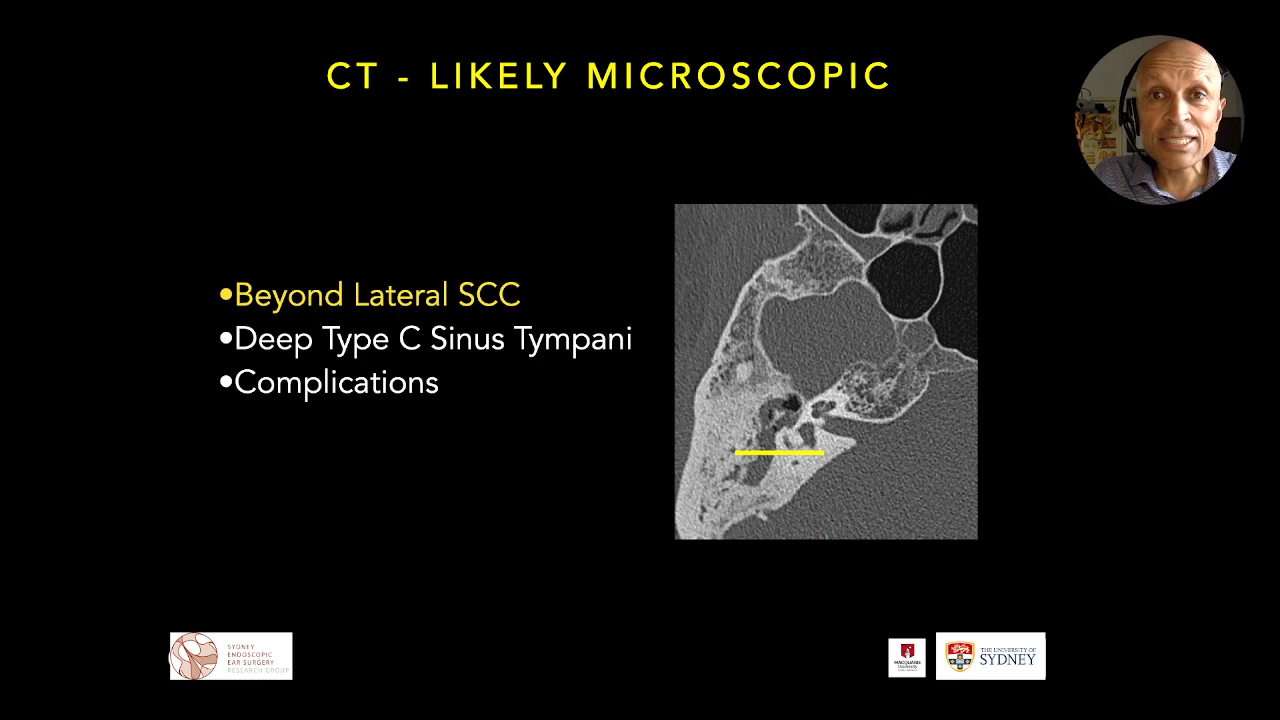 CT - LIKELY MICROSCOPIC
•Beyond Lateral SCC
•Deep Type C Sinus Tympani
•Complications
SYDNEY
ENDOSCOPIC
EAR SURGERY
RESEARCH GROUP
MACQUARIE
University
THE UNIVERSITY OF
SYDNEY